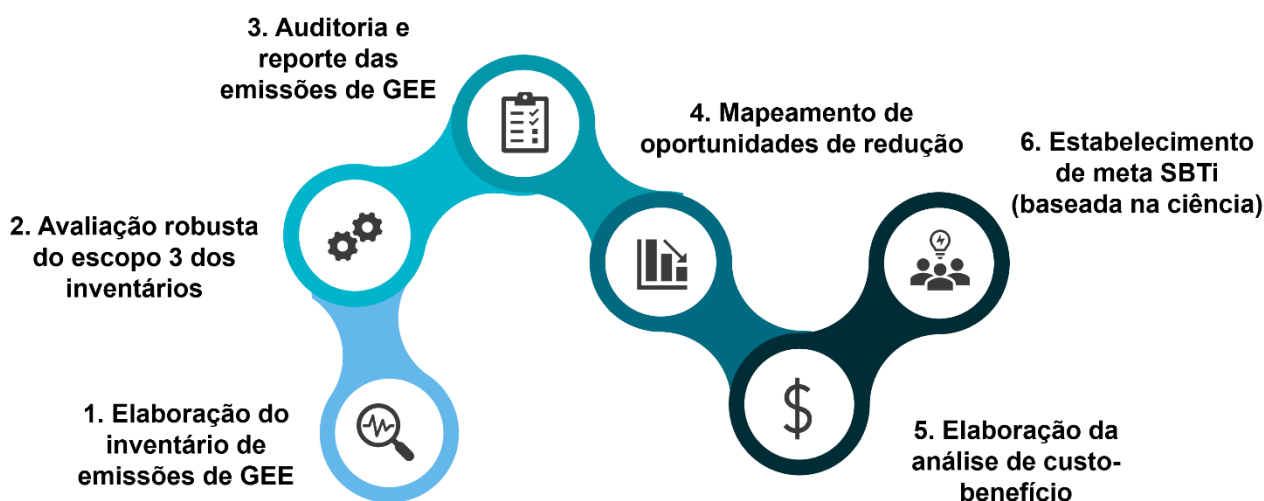 3. Auditoria e
reporte das
emissões de GEE
4. Mapeamento de
oportunidades de redução
6. Estabelecimento
de meta SBTi
(baseada na ciência)
2. Avaliação robusta
do escopo 3 dos
inventários
1. Elaboração do
inventário de
emissões de GEE
$
5. Elaboração da
análise de custo-
benefício